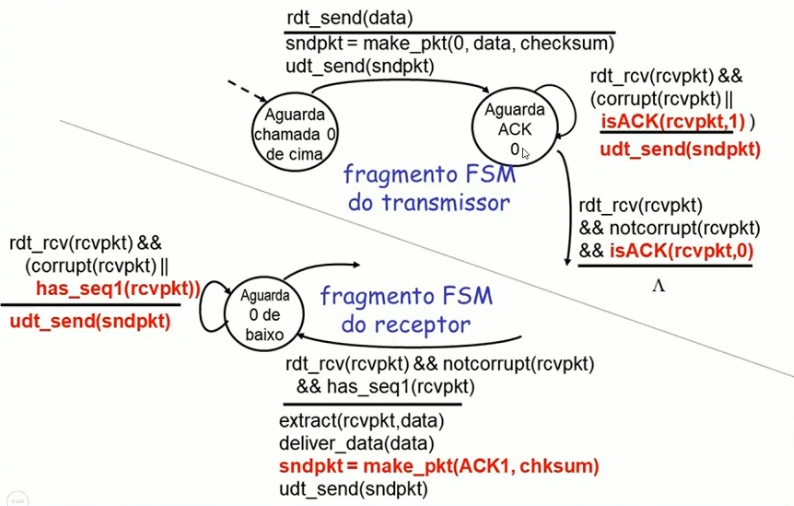 rdt_send(data)
sndpkt = make_pkt(0, data, checksum)
udt_send(sndpkt)
Aguarda
chamada 0
de cima
Aguarda
ACK
0
rdt_rcv(rcvpkt) &&
(corrupt(rcvpkt) ||
isACK(rcvpkt,1) )
udt_send(sndpkt)
fragmento FSM
do transmissor
rdt_rcv(rcvpkt)
&& notcorrupt(rcvpkt)
&& isACK(rcvpkt,0)
Λ
rdt_rcv(rcvpkt) &&
(corrupt(rcvpkt) ||
has_seq1(rcvpkt))
udt_send(sndpkt)
Aguarda
0 de
baixo
fragmento FSM
do receptor
rdt_rcv(rcvpkt) && notcorrupt(rcvpkt)
&& has_seq1(rcvpkt)
extract(rcvpkt,data)
deliver_data(data)
sndpkt = make_pkt(ACK1, chksum)
udt_send(sndpkt)